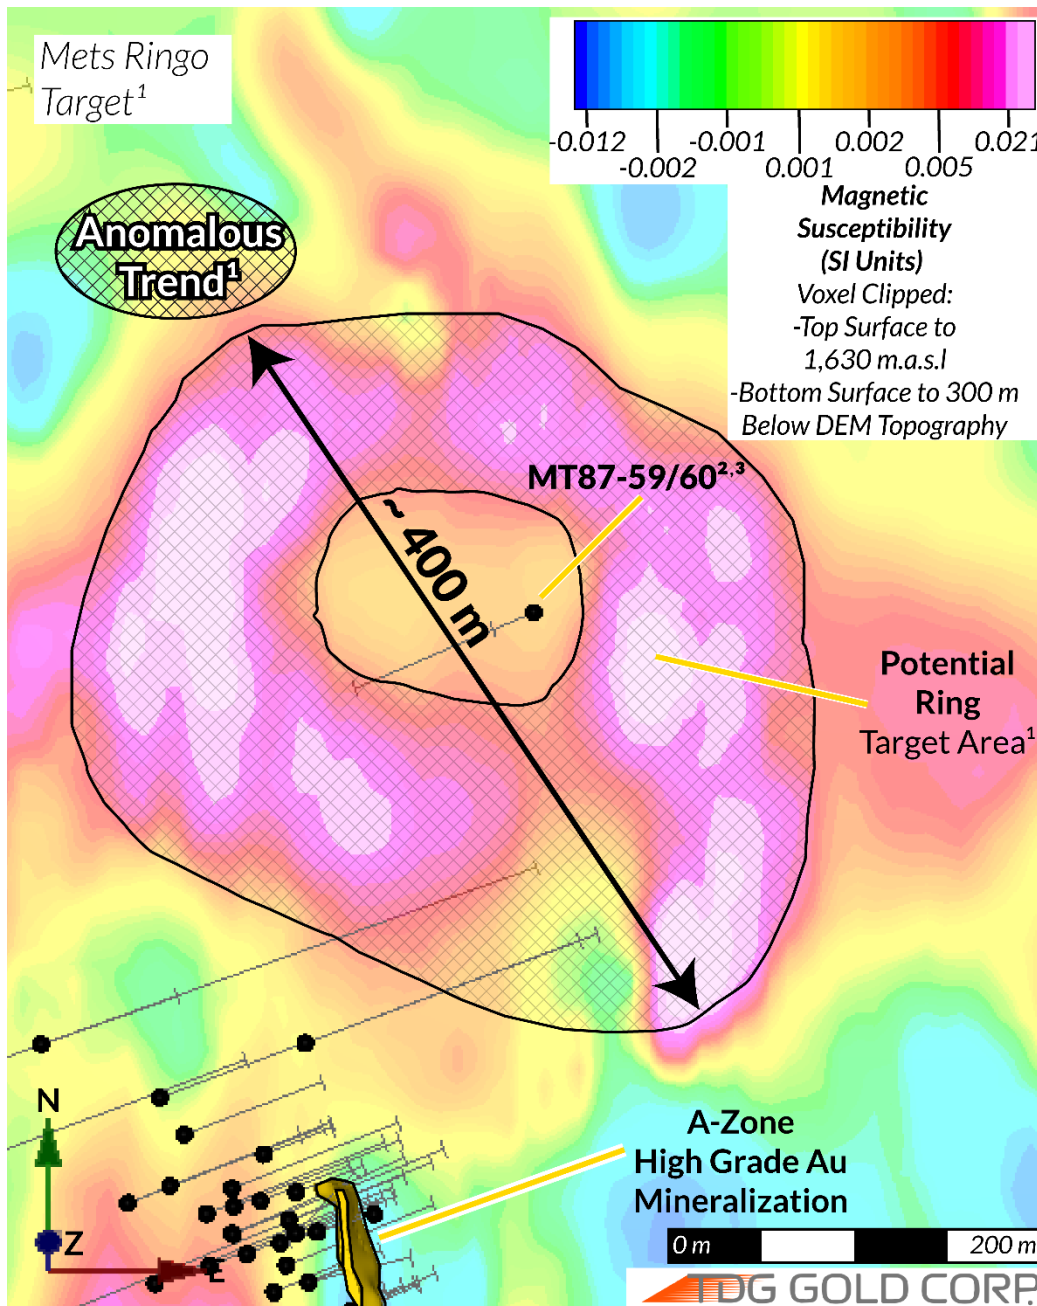 Mets Ringo
Target¹
-0.012
-0.001
0.002
0.021
-0.002
0.001
0.005
Magnetic
Susceptibility
(SI Units)
Voxel Clipped:
-Top Surface to
1,630 m.a.s.l
-Bottom Surface to 300 m
Below DEM Topography
Anomalous
Trend¹
MT87-59/60²,³
~ 400 m
Potential
Ring
Target Area¹
N
Z
E
A-Zone
High Grade Au
Mineralization
0 m
200 m
TDG GOLD CORP.